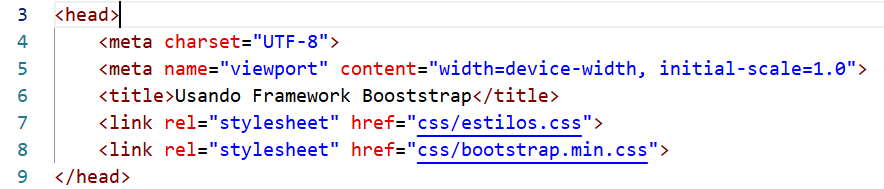 3 <head>
4 <meta charset="UTF-8">
5 <meta name="viewport" content="width=device-width, initial-scale=1.0">
6 <title>Usando Framework Booststrap</title>
7 <link rel="stylesheet" href="css/estilos.css">
8 <link rel="stylesheet" href="css/bootstrap.min.css">
9 </head>